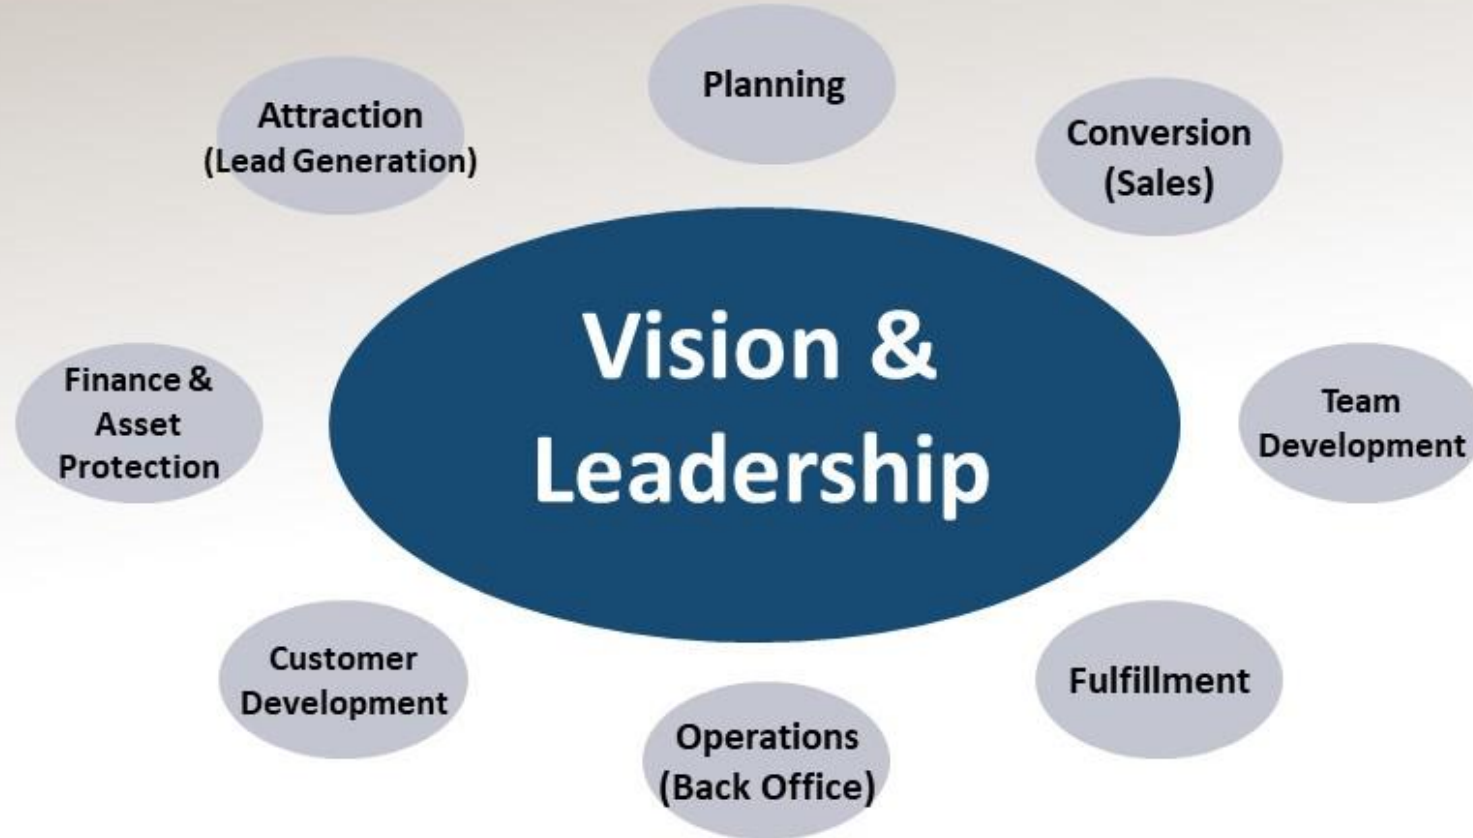 Planning
Attraction
(Lead Generation)
Conversion
(Sales)
Vision &
Leadership
Finance &
Asset
Protection
Team
Development
Customer
Development
Fulfillment
Operations
(Back Office)